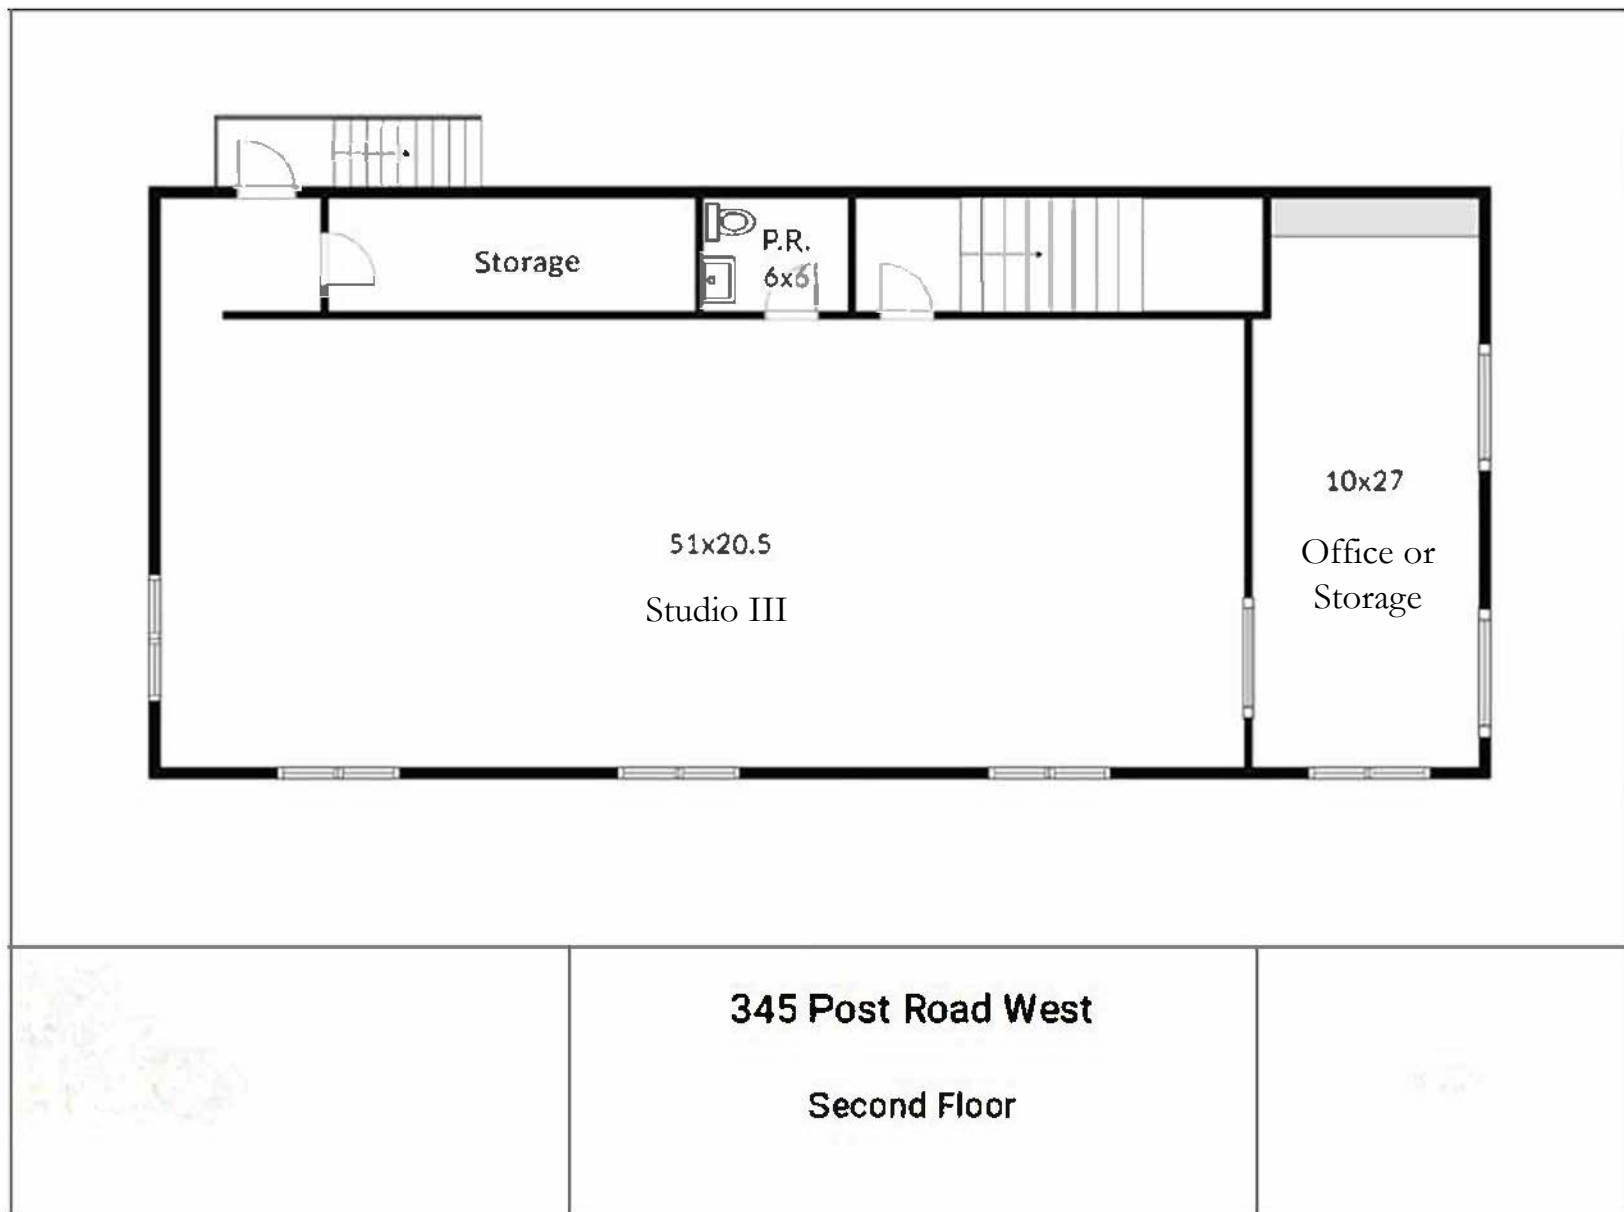 Storage
P.R.
6x6
10x27
51x20.5
Office or
Storage
Studio III
345 Post Road West
Second Floor